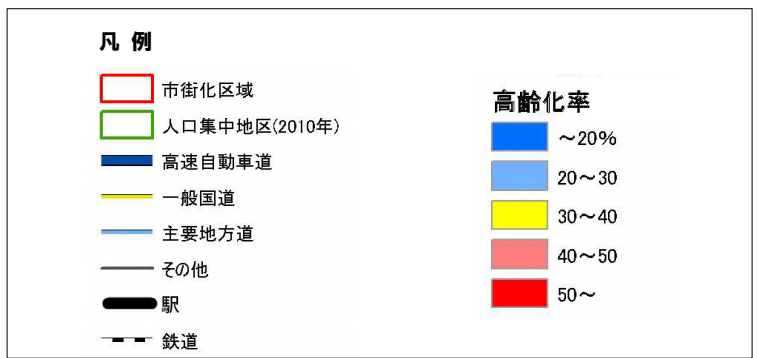 凡 例
市街化区域
人口集中地区(2010年)
高速自動車道
一般国道
主要地方道
その他
駅
鉄道
高齢化率
～20%
20～30
30～40
40～50
50～